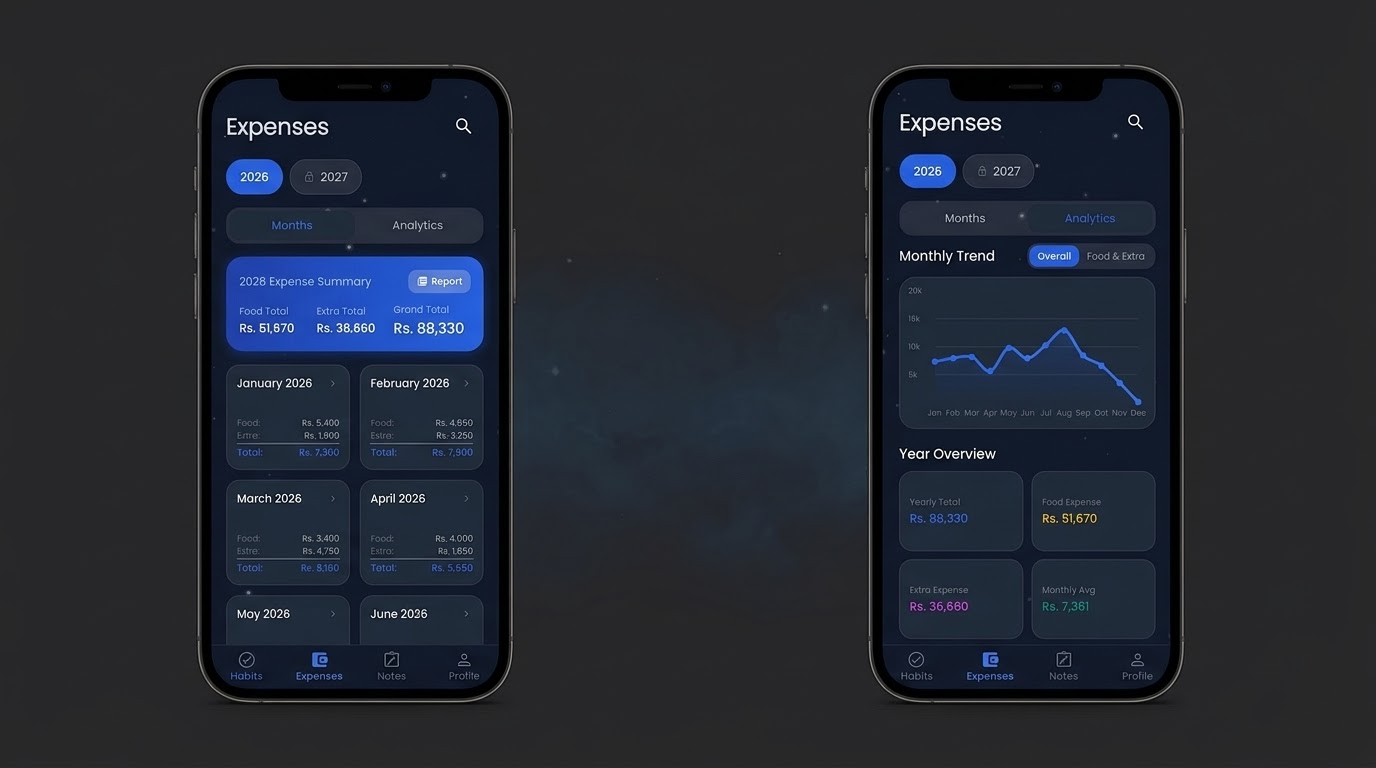 Expenses
2026 2027
Months Analytics
2028 Expense Summary Report
Food Total Extra Total Grand Total
Rs. 51,670 Rs. 38,660 Rs. 88,330
January 2026
Food: Rs. 5,400
Rs. 1,900
Total: Rs. 7,300
February 2026
Food: Rs. 4,650
Estre: Rs. 3,250
Total: Rs. 7,900
March 2026
Food: Rs. 3,400
Estre: Rs. 4,750
Total: Rs. 8,160
April 2026
Food: Rs. 4.000
Extro: Rs. 1,650
Total: Rs. 5,550
May 2026
June 2026
Habits Expenses Notes Profile
Expenses
2026 2027
Months Analytics
Monthly Trend Overall Food & Extra
20k
15k
10k
5k
Jan Feb Mar Apr May Jun Jul Aug Sep Oot Nov Dee
Year Overview
Yearly Total
Rs. 88,330
Food Expense
Rs. 51,670
Extra Expense
Rs. 36,660
Monthly Avg
Rs. 7,361
Habits Expenses Notes Profile